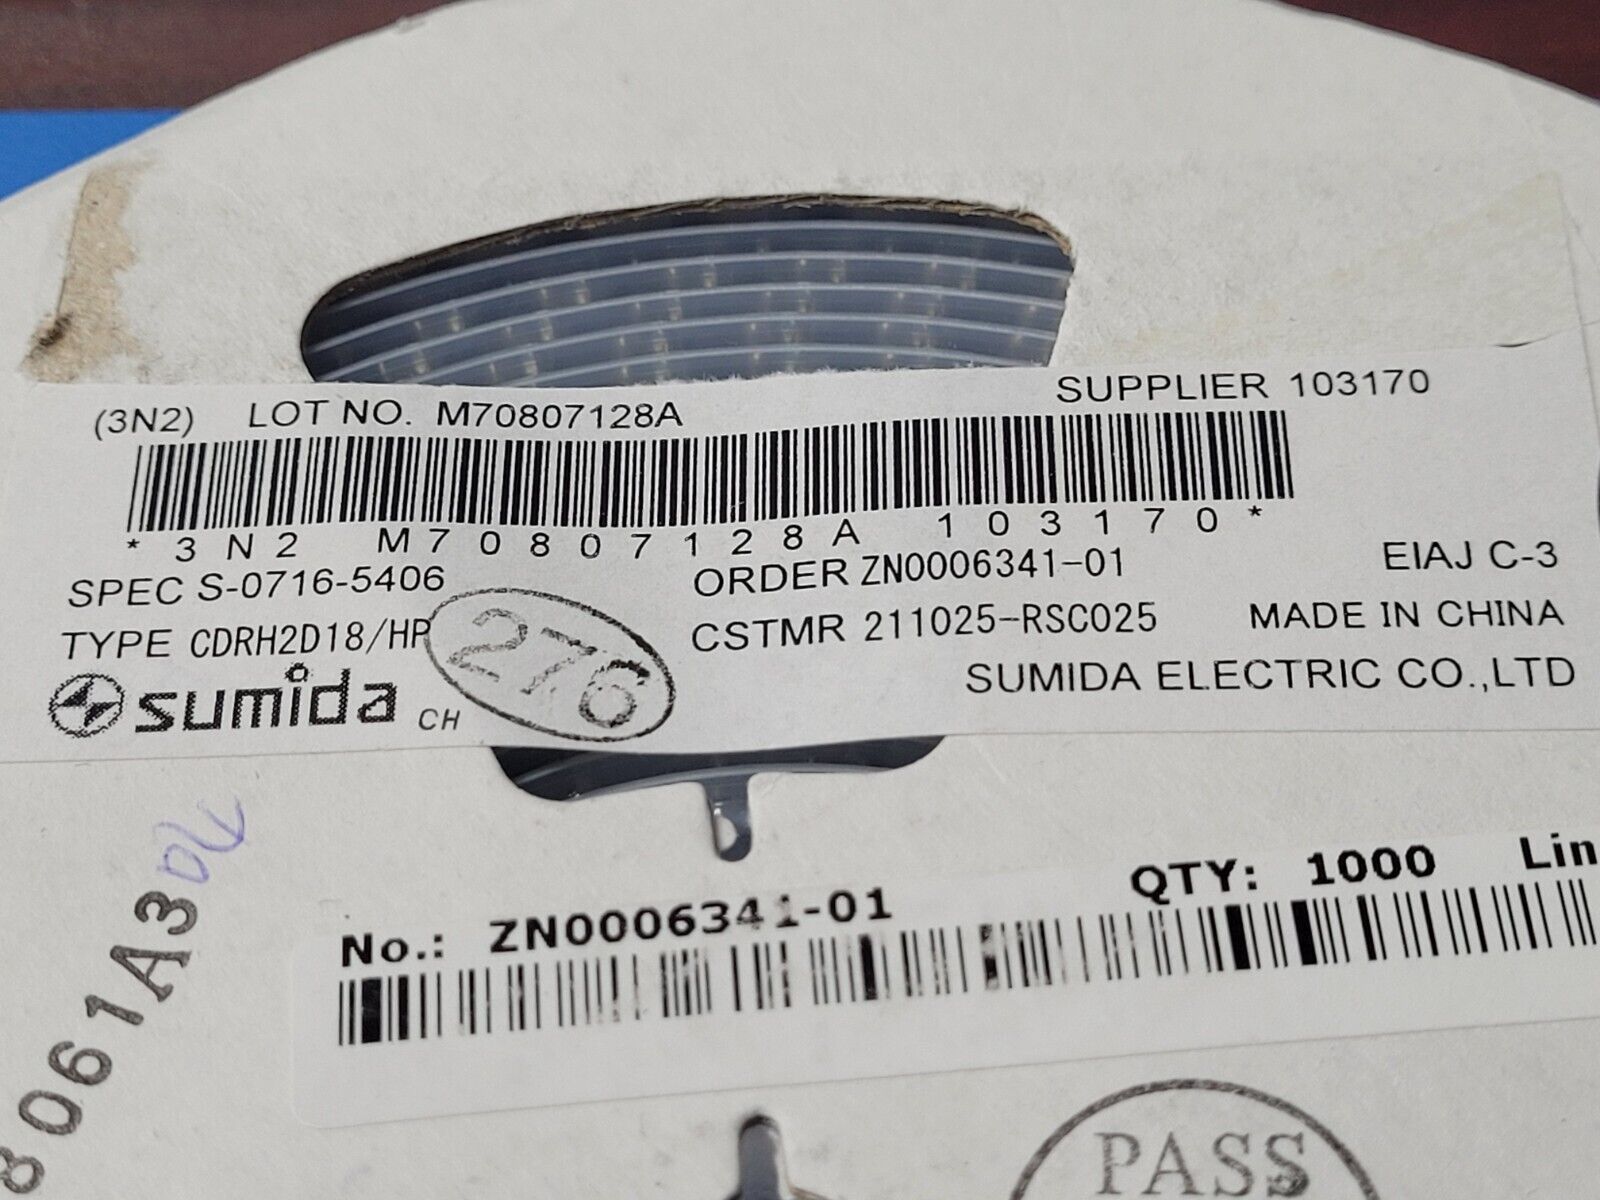 (3N2) LOT NO. M70807128A SUPPLIER 103170
*3N2 M70807128A 103170*
SPEC S-0716-5406 ORDER ZN0006341-01 EIAJ C-3
TYPE CDRH2D18/HP CSTMR 211025-RSC025 MADE IN CHINA
276
sumida CH SUMIDA ELECTRIC CO.,LTD
No.: ZN0006341-01 QTY: 1000 Lin
8061A3
PASS